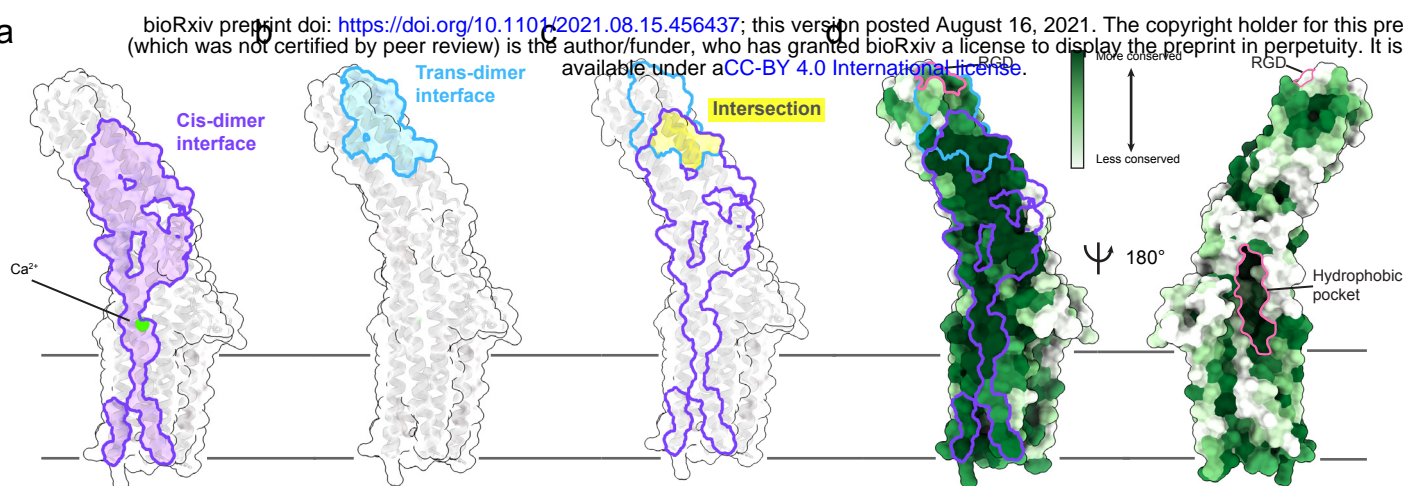 bioRxiv preprint doi: https://doi.org/10.1101/2021.08.15.456437; this version posted August 16, 2021. The copyright holder for this pre
(which was not certified by peer review) is the author/funder, who has granted bioRxiv a license to display the preprint in perpetuity. It is
available under aCC-BY 4.0 International license.
a
b
c
d
Cis-dimer
interface
Ca²⁺
Trans-dimer
interface
Intersection
RGD
More conserved
Less conserved
180°
RGD
Hydrophobic
pocket